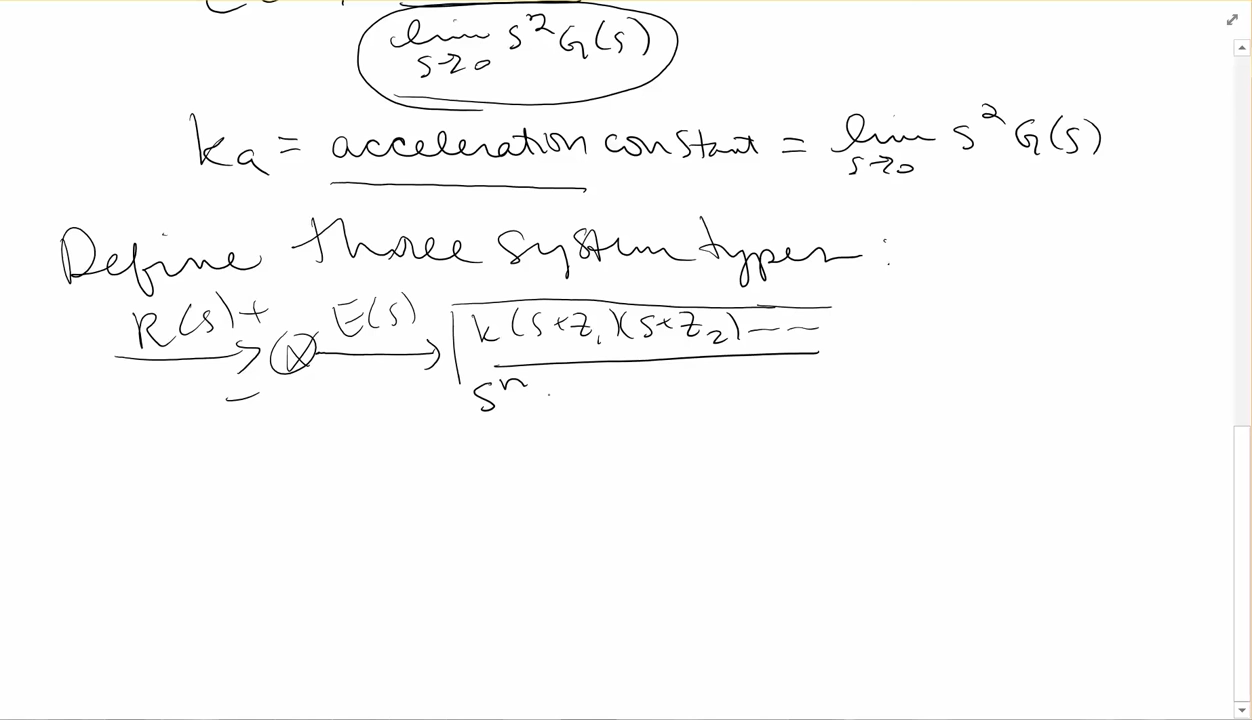 lim s→0 s²G(s)
Ka = acceleration constant = lim s→0 s²G(s)
Define three system types:
R(s) + − E(s) K(s+z₁)(s+z₂)---
sⁿ